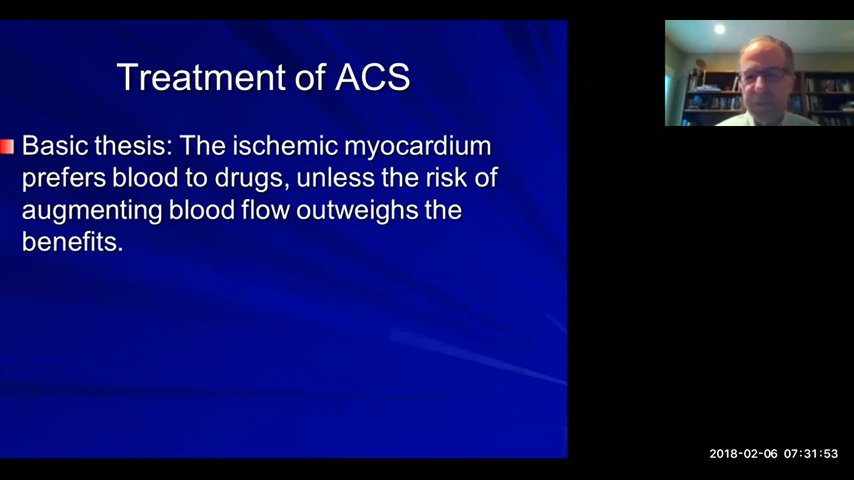 Treatment of ACS
Basic thesis: The ischemic myocardium
prefers blood to drugs, unless the risk of
augmenting blood flow outweighs the
benefits.
2018-02-06 07:31:53